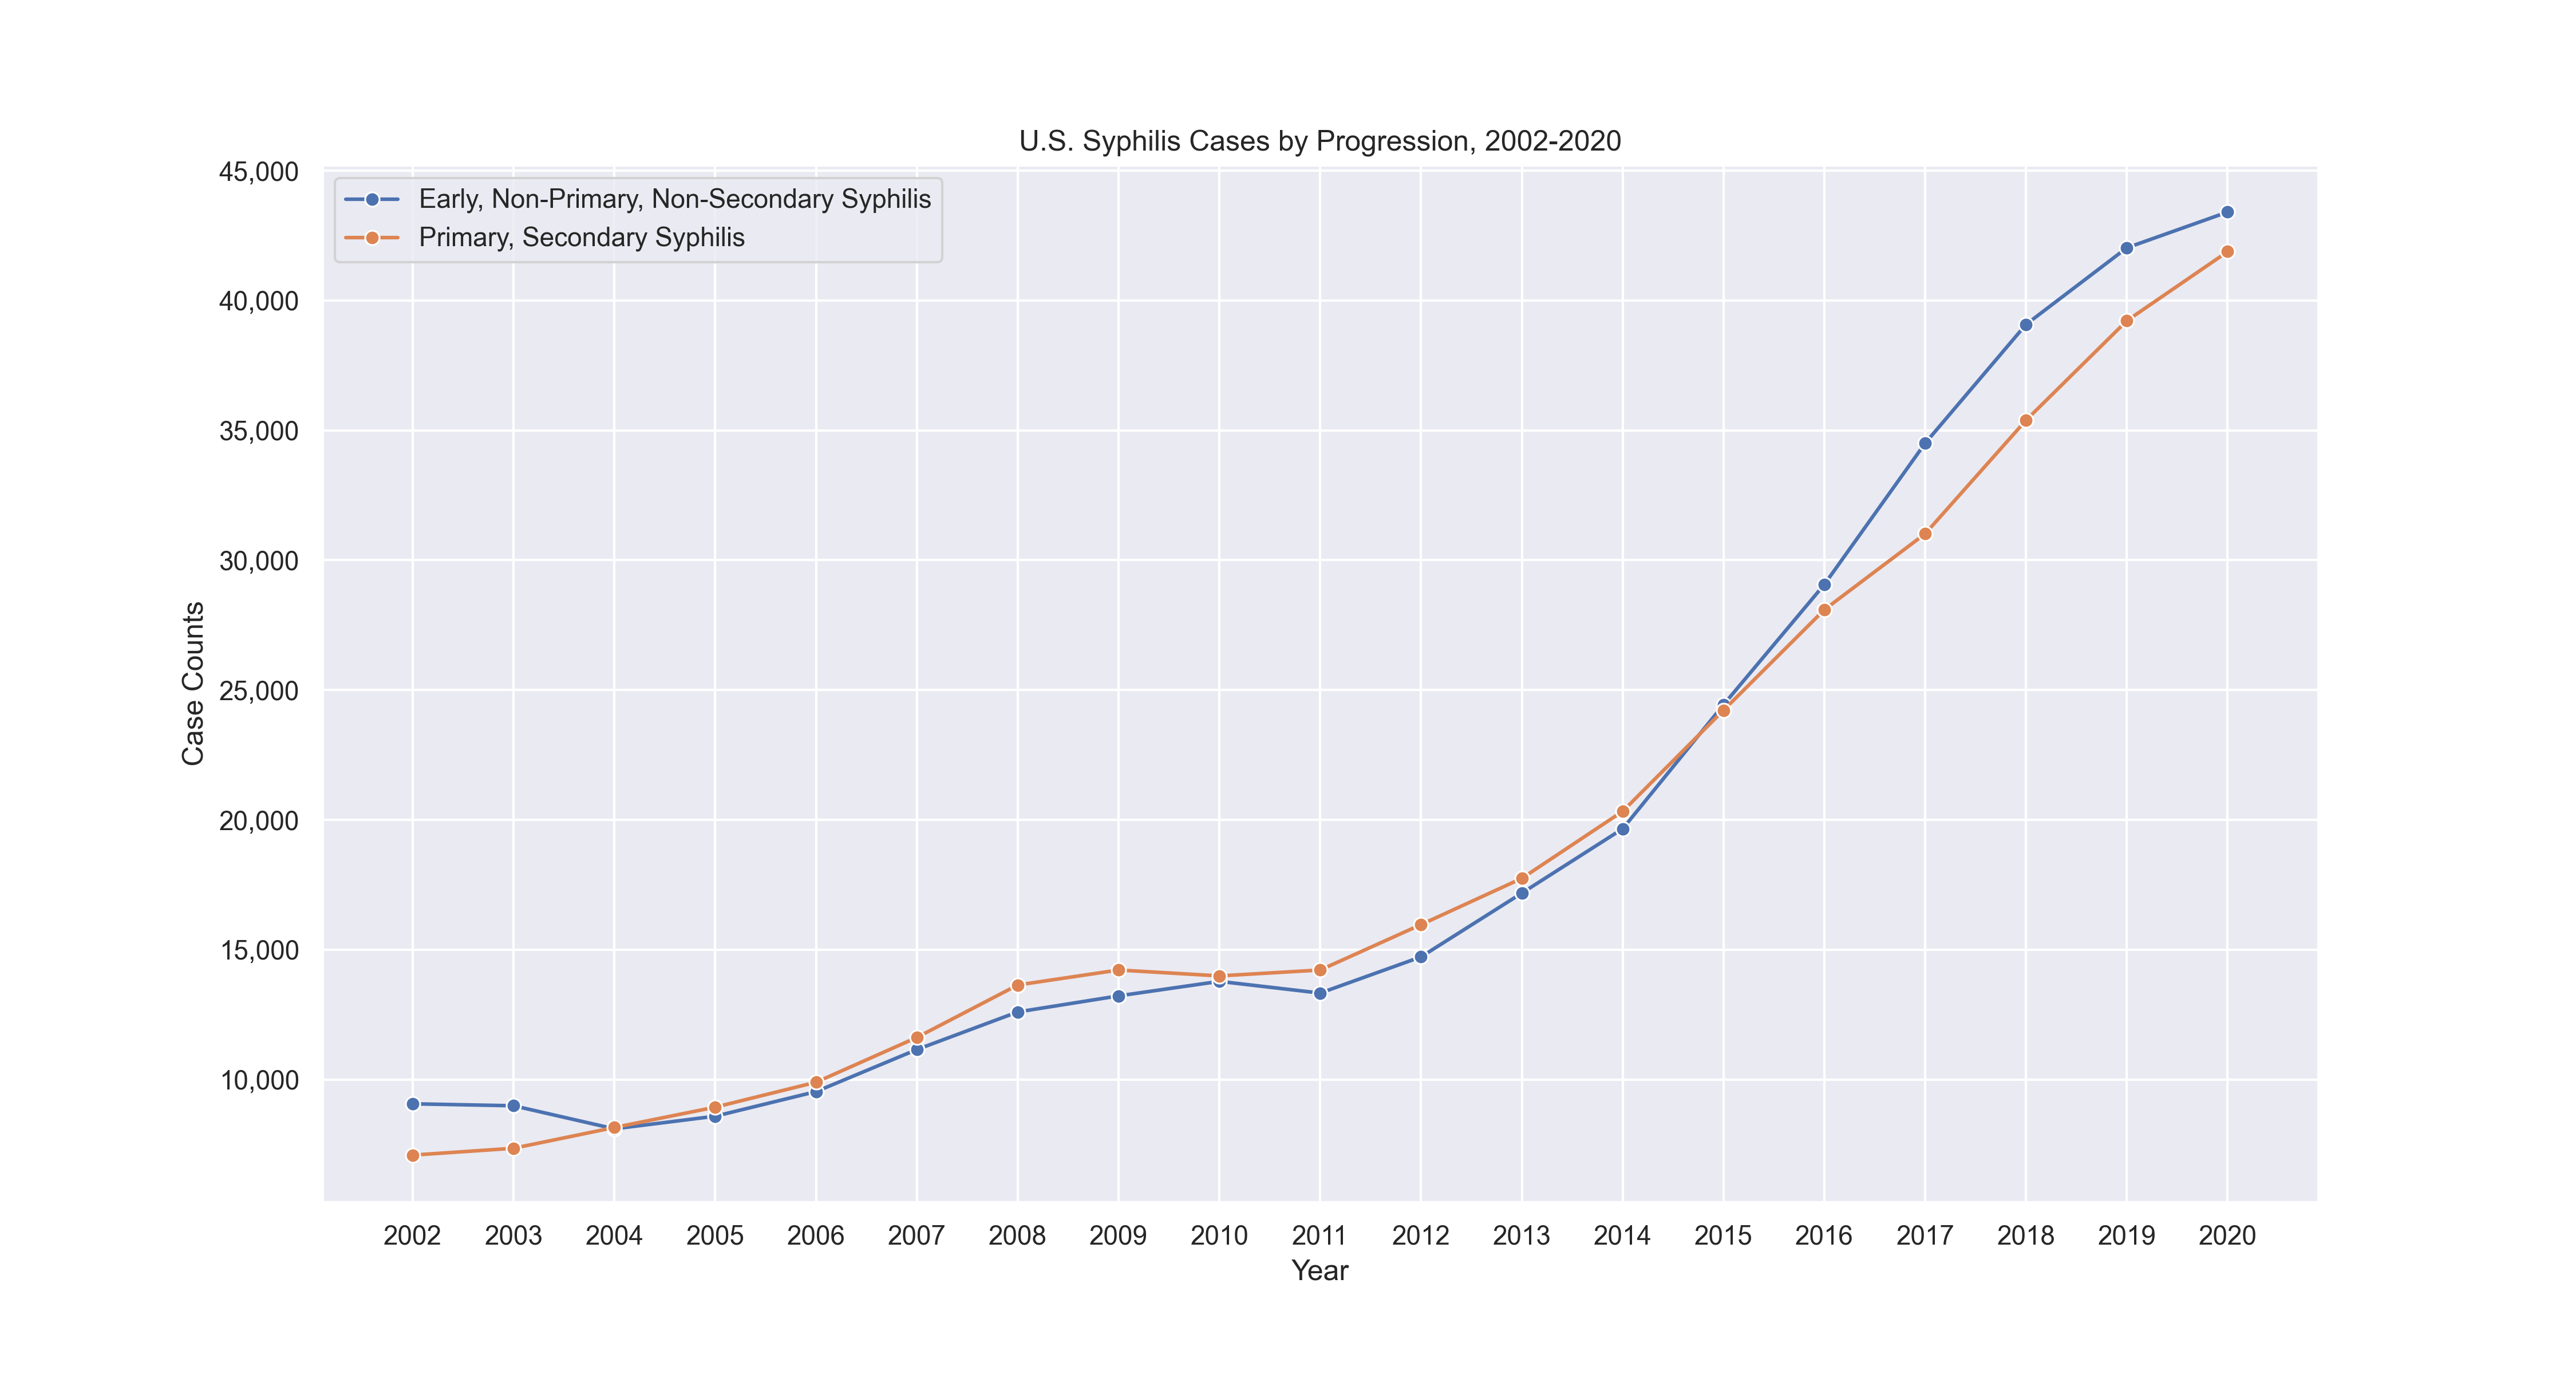 U.S. Syphilis Cases by Progression, 2002-2020
Early, Non-Primary, Non-Secondary Syphilis
Primary, Secondary Syphilis
45,000
40,000
35,000
30,000
25,000
20,000
15,000
10,000
Case Counts
2002 2003 2004 2005 2006 2007 2008 2009 2010 2011 2012 2013 2014 2015 2016 2017 2018 2019 2020
Year